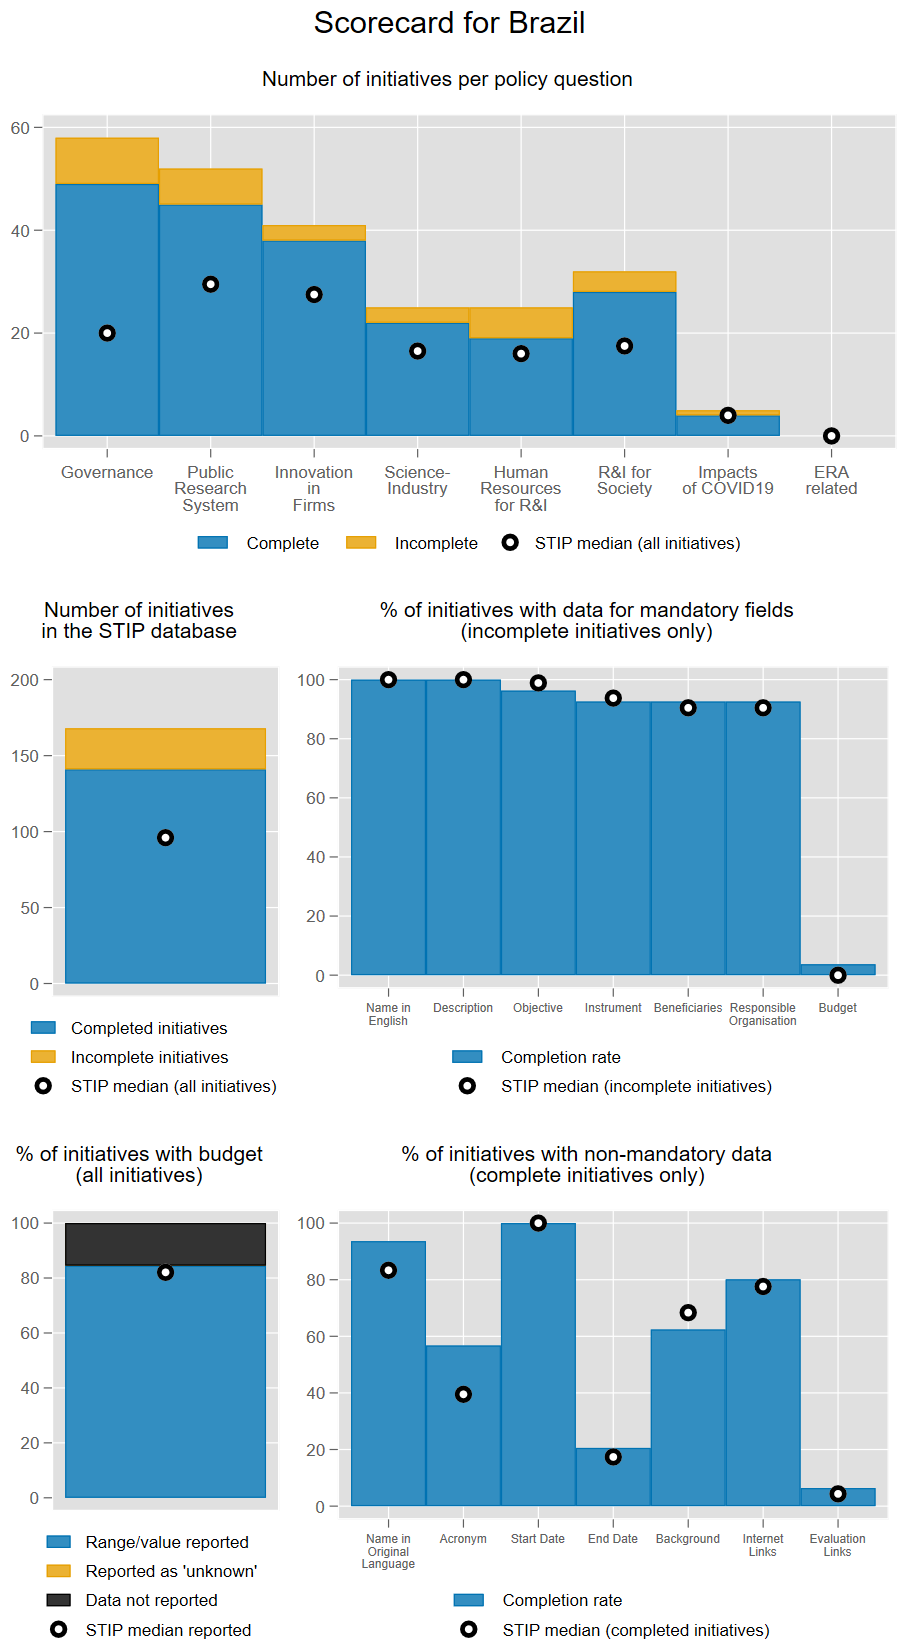 Scorecard for Brazil
Number of initiatives per policy question
60
40
20
0
Governance
Public
Research
System
Innovation
in
Firms
Science-
Industry
Human
Resources
for R&I
R&I for
Society
Impacts
of COVID19
ERA
related
Complete
Incomplete
STIP median (all initiatives)
Number of initiatives
in the STIP database
200
150
100
50
0
Completed initiatives
Incomplete initiatives
STIP median (all initiatives)
% of initiatives with data for mandatory fields
(incomplete initiatives only)
100
80
60
40
20
0
Name in
English
Description
Objective
Instrument
Beneficiaries
Responsible
Organisation
Budget
Completion rate
STIP median (incomplete initiatives)
% of initiatives with budget
(all initiatives)
100
80
60
40
20
0
Range/value reported
Reported as 'unknown'
Data not reported
STIP median reported
% of initiatives with non-mandatory data
(complete initiatives only)
100
80
60
40
20
0
Name in
Original
Language
Acronym
Start Date
End Date
Background
Internet
Links
Evaluation
Links
Completion rate
STIP median (completed initiatives)